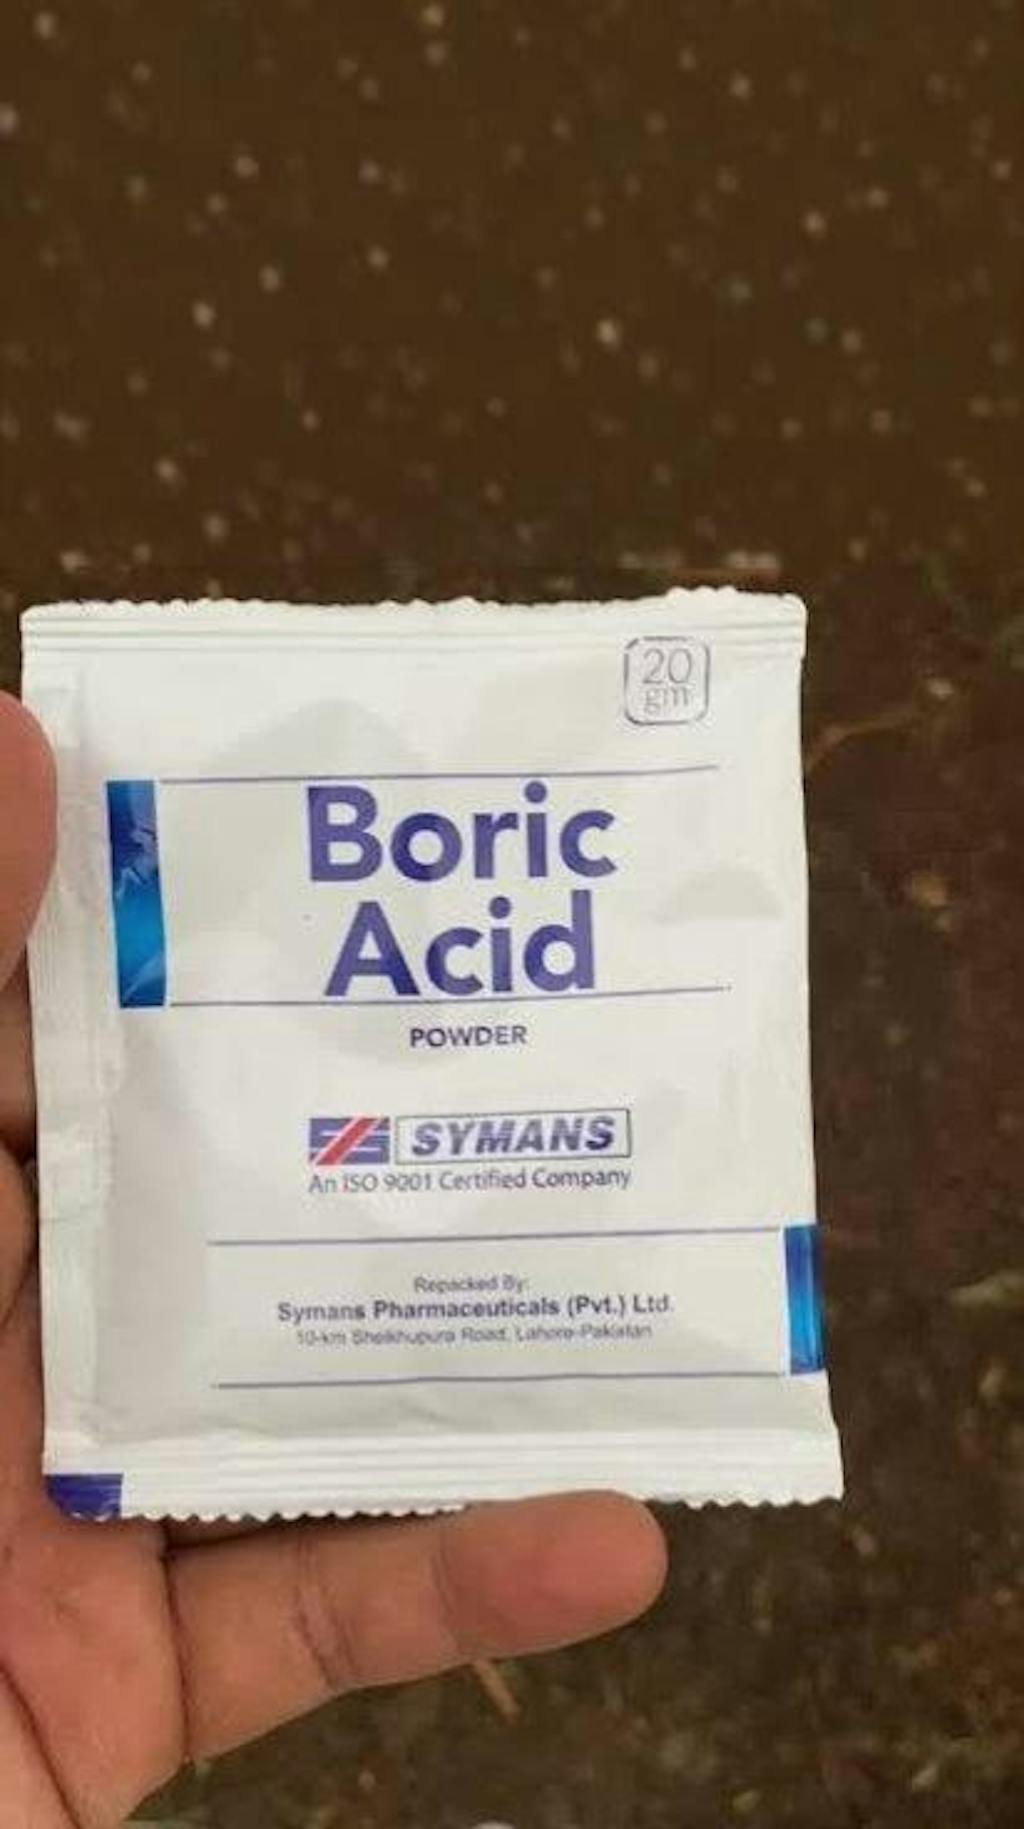 20
gm
Boric
Acid
POWDER
SYMANS
An ISO 9001 Certified Company
Repacked By:
Symans Pharmaceuticals (Pvt.) Ltd.
10-km Sheikhupura Road, Lahore-Pakistan